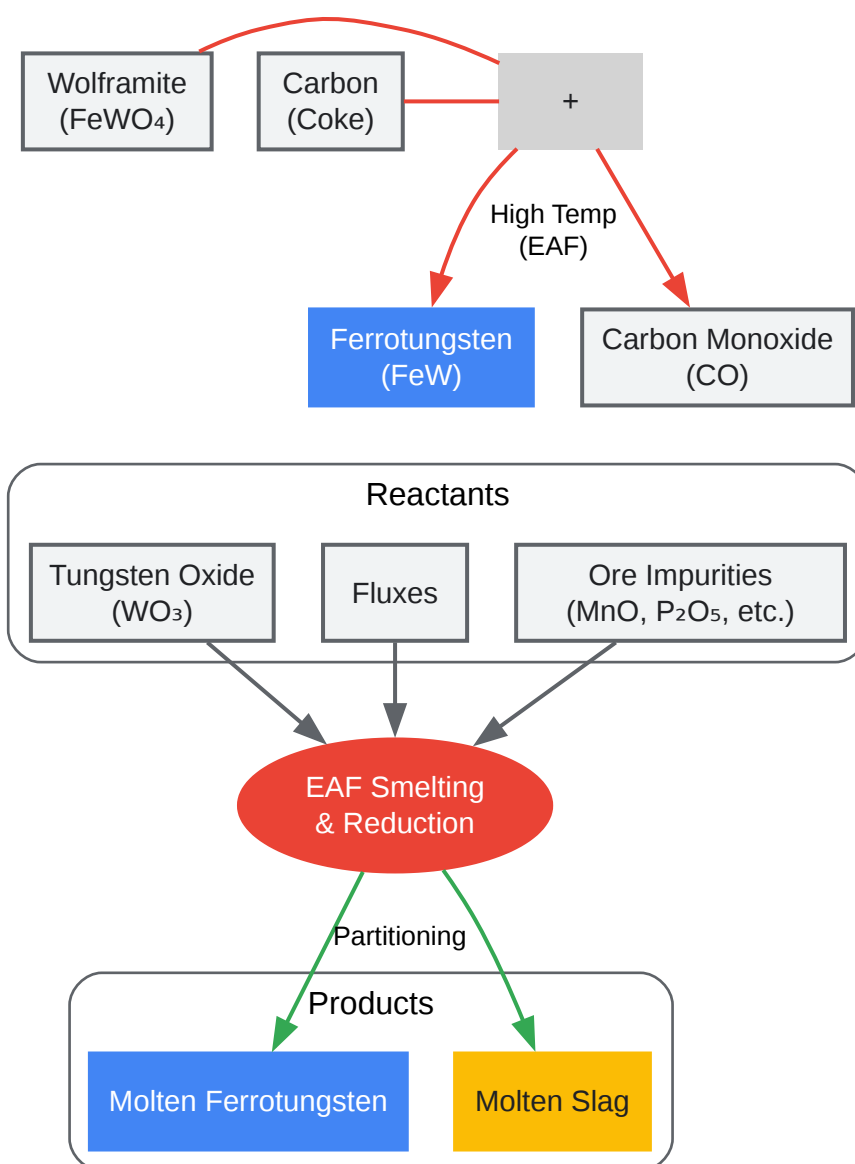 Wolframite
(FeWO₄)
Carbon
(Coke)
+
High Temp
(EAF)
Ferrotungsten
(FeW)
Carbon Monoxide
(CO)
Reactants
Tungsten Oxide
(WO₃)
Fluxes
Ore Impurities
(MnO, P₂O₅, etc.)
EAF Smelting
& Reduction
Partitioning
Products
Molten Ferrotungsten
Molten Slag